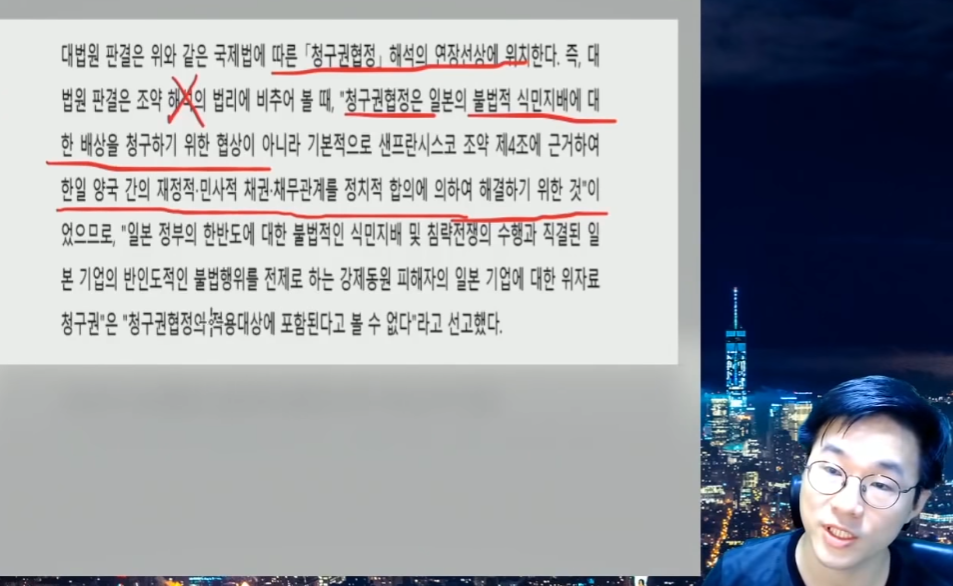 대법원 판결은 위와 같은 국제법에 따른 「청구권협정」 해석의 연장선상에 위치한다. 즉, 대
법원 판결은 조약 해석의 법리에 비추어 볼 때, "청구권협정은 일본의 불법적 식민지배에 대
한 배상을 청구하기 위한 협상이 아니라 기본적으로 샌프란시스코 조약 제4조에 근거하여
한일 양국 간의 재정적·민사적 채권·채무관계를 정치적 합의에 의하여 해결하기 위한 것"이
었으므로, "일본 정부의 한반도에 대한 불법적인 식민지배 및 침략전쟁의 수행과 직결된 일
본 기업의 반인도적인 불법행위를 전제로 하는 강제동원 피해자의 일본 기업에 대한 위자료
청구권"은 "청구권협정의 적용대상에 포함된다고 볼 수 없다"라고 선고했다.